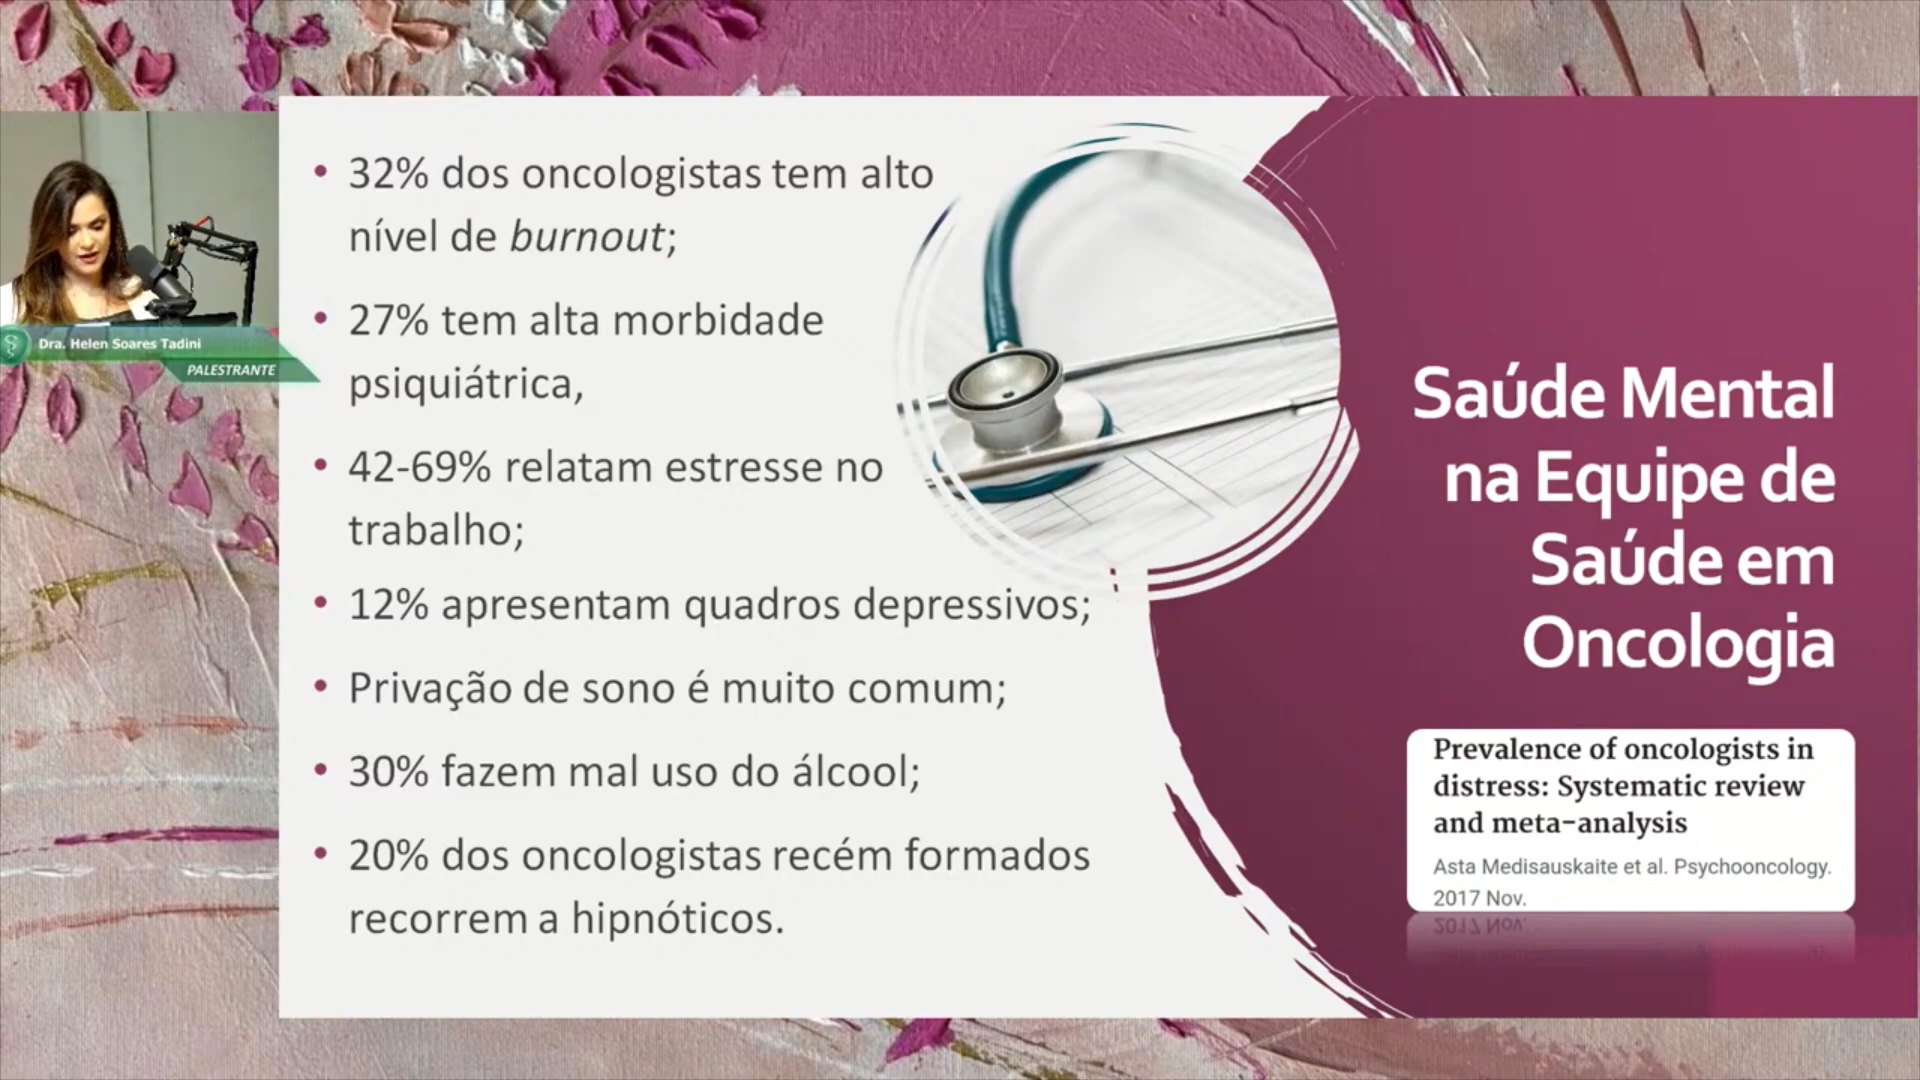 • 32% dos oncologistas tem alto
nível de burnout;
• 27% tem alta morbidade
psiquiátrica,
• 42-69% relatam estresse no
trabalho;
• 12% apresentam quadros depressivos;
• Privação de sono é muito comum;
• 30% fazem mal uso do álcool;
• 20% dos oncologistas recém formados
recorrem a hipnóticos.
Dra. Helen Soares Tadini
PALESTRANTE
Saúde Mental
na Equipe de
Saúde em
Oncologia
Prevalence of oncologists in
distress: Systematic review
and meta-analysis
Asta Medisauskaite et al. Psychooncology.
2017 Nov.